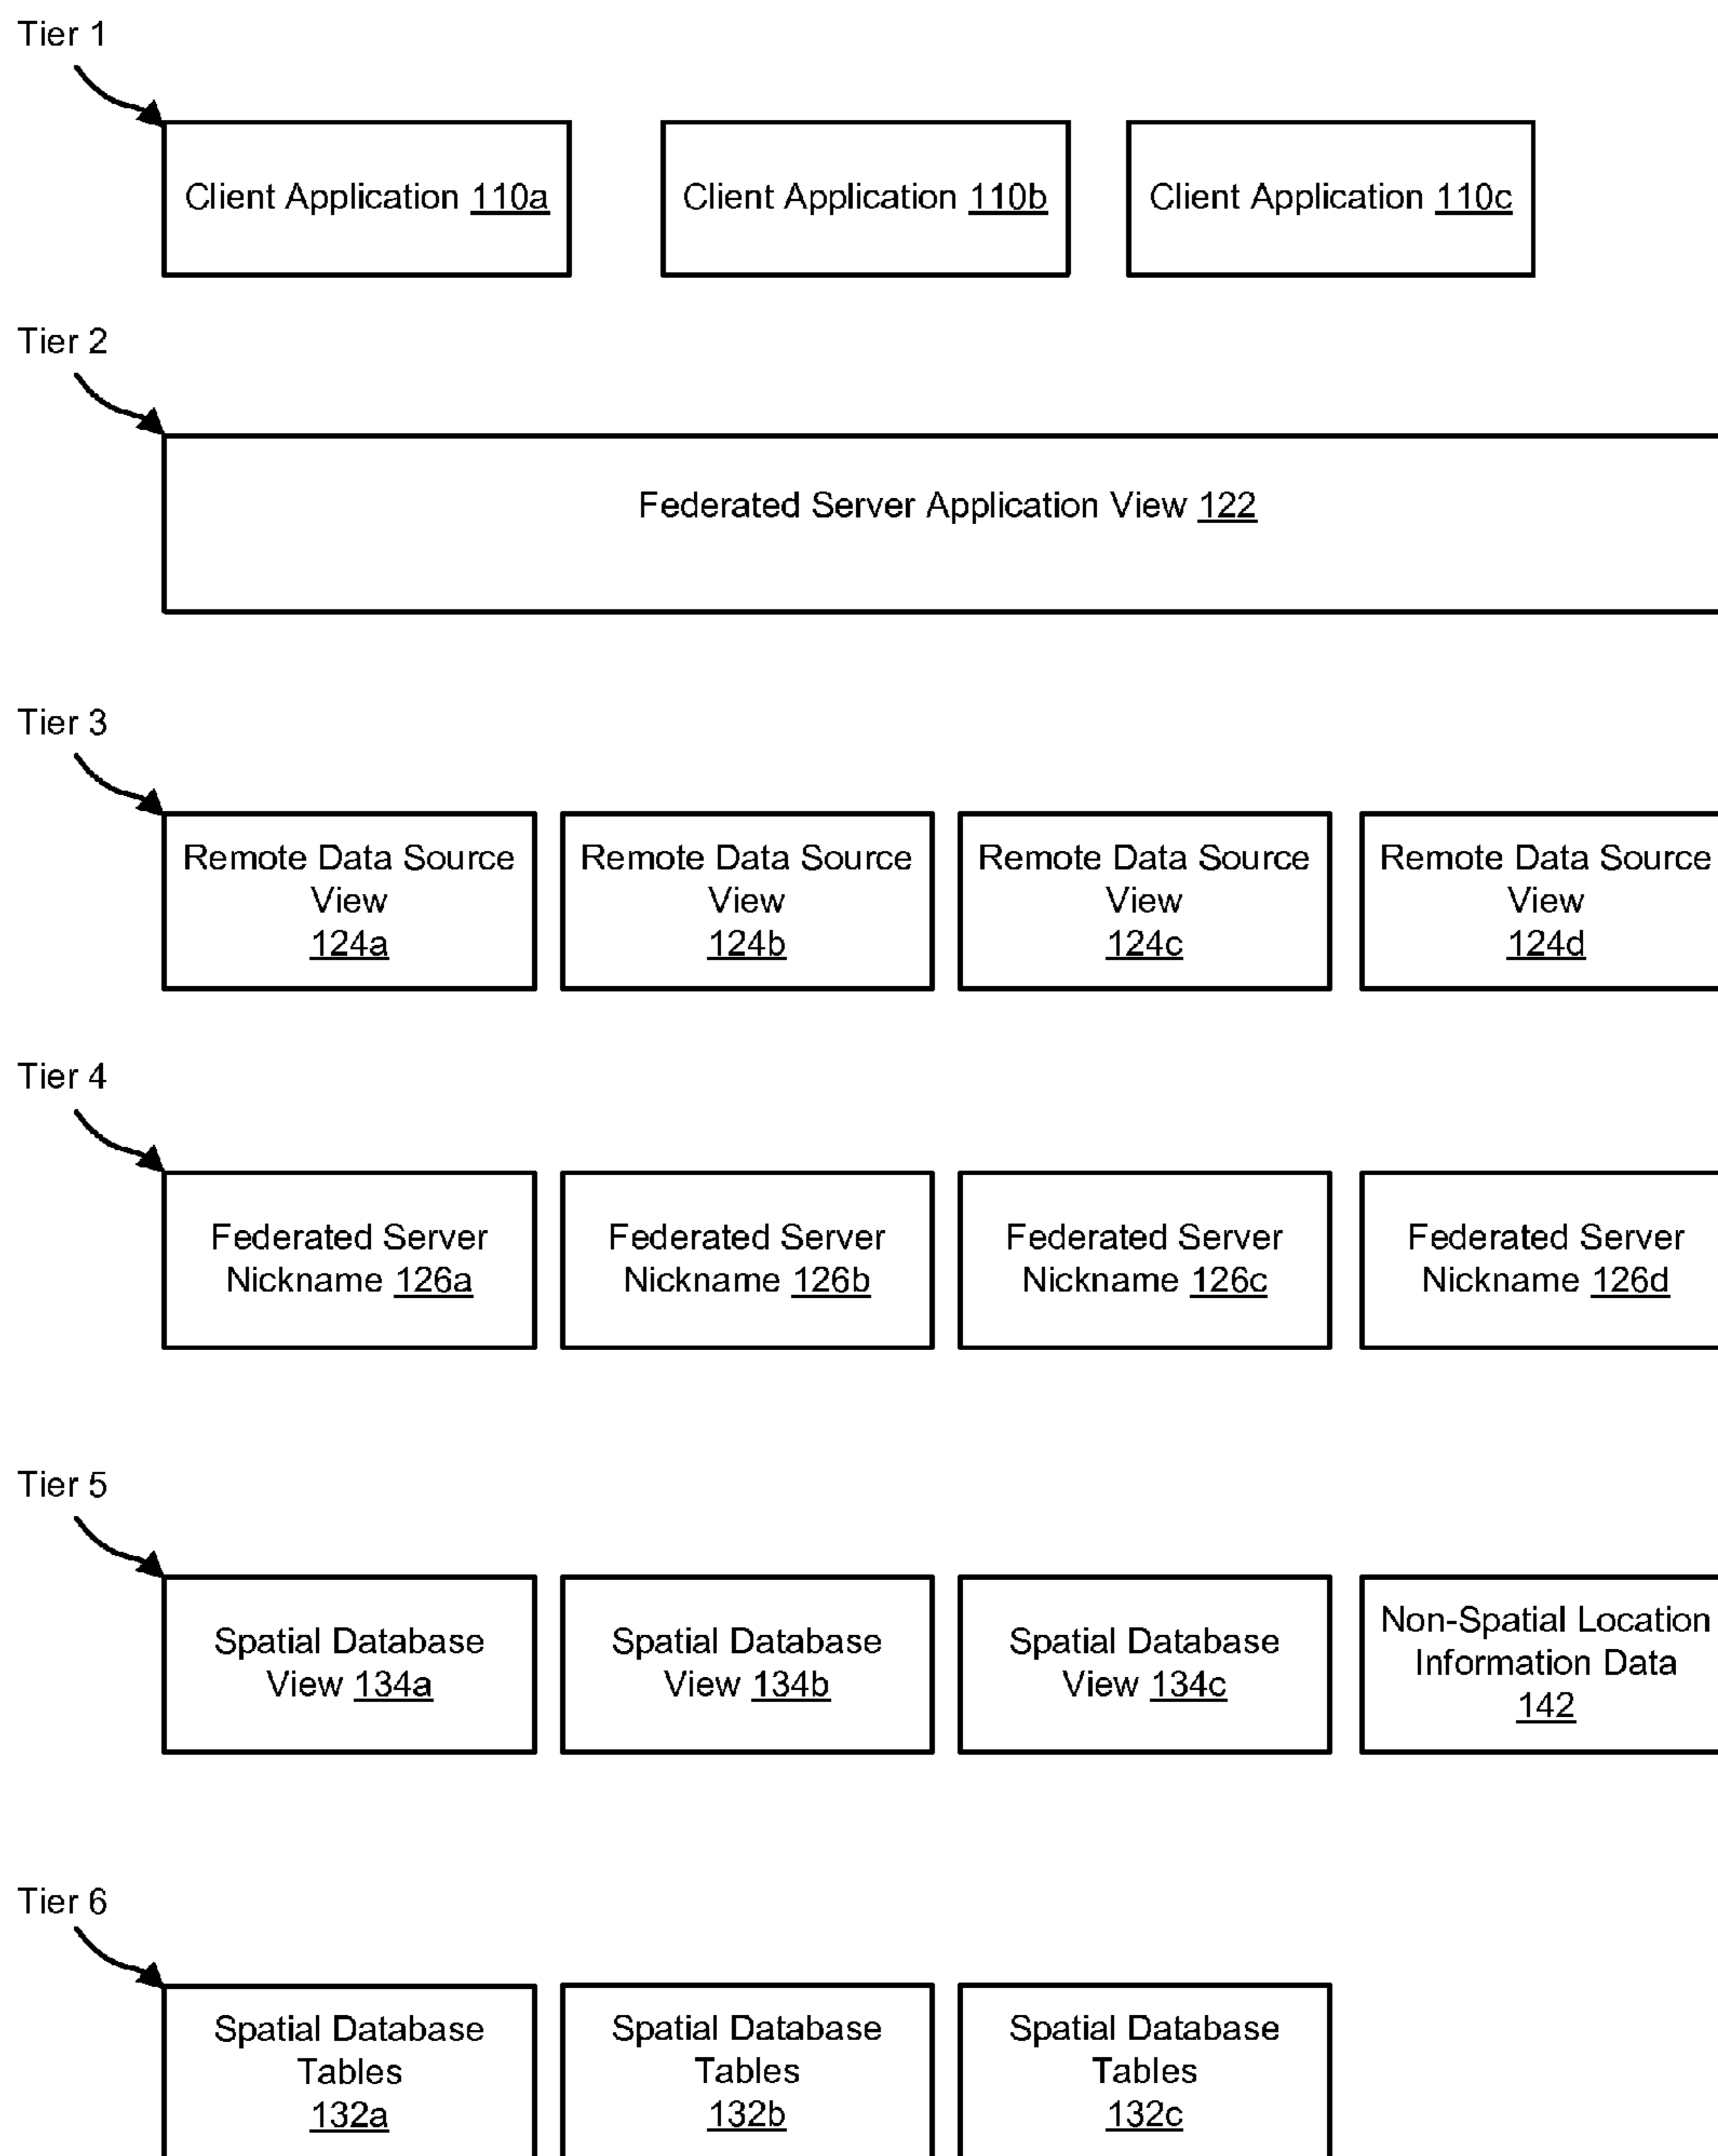 Tier 1
Client Application 110a
Client Application 110b
Client Application 110c
Tier 2
Federated Server Application View 122
Tier 3
Remote Data Source
View
124a
Remote Data Source
View
124b
Remote Data Source
View
124c
Remote Data Source
View
124d
Tier 4
Federated Server
Nickname 126a
Federated Server
Nickname 126b
Federated Server
Nickname 126c
Federated Server
Nickname 126d
Tier 5
Spatial Database
View 134a
Spatial Database
View 134b
Spatial Database
View 134c
Non-Spatial Location
Information Data
142
Tier 6
Spatial Database
Tables
132a
Spatial Database
Tables
132b
Spatial Database
Tables
132c